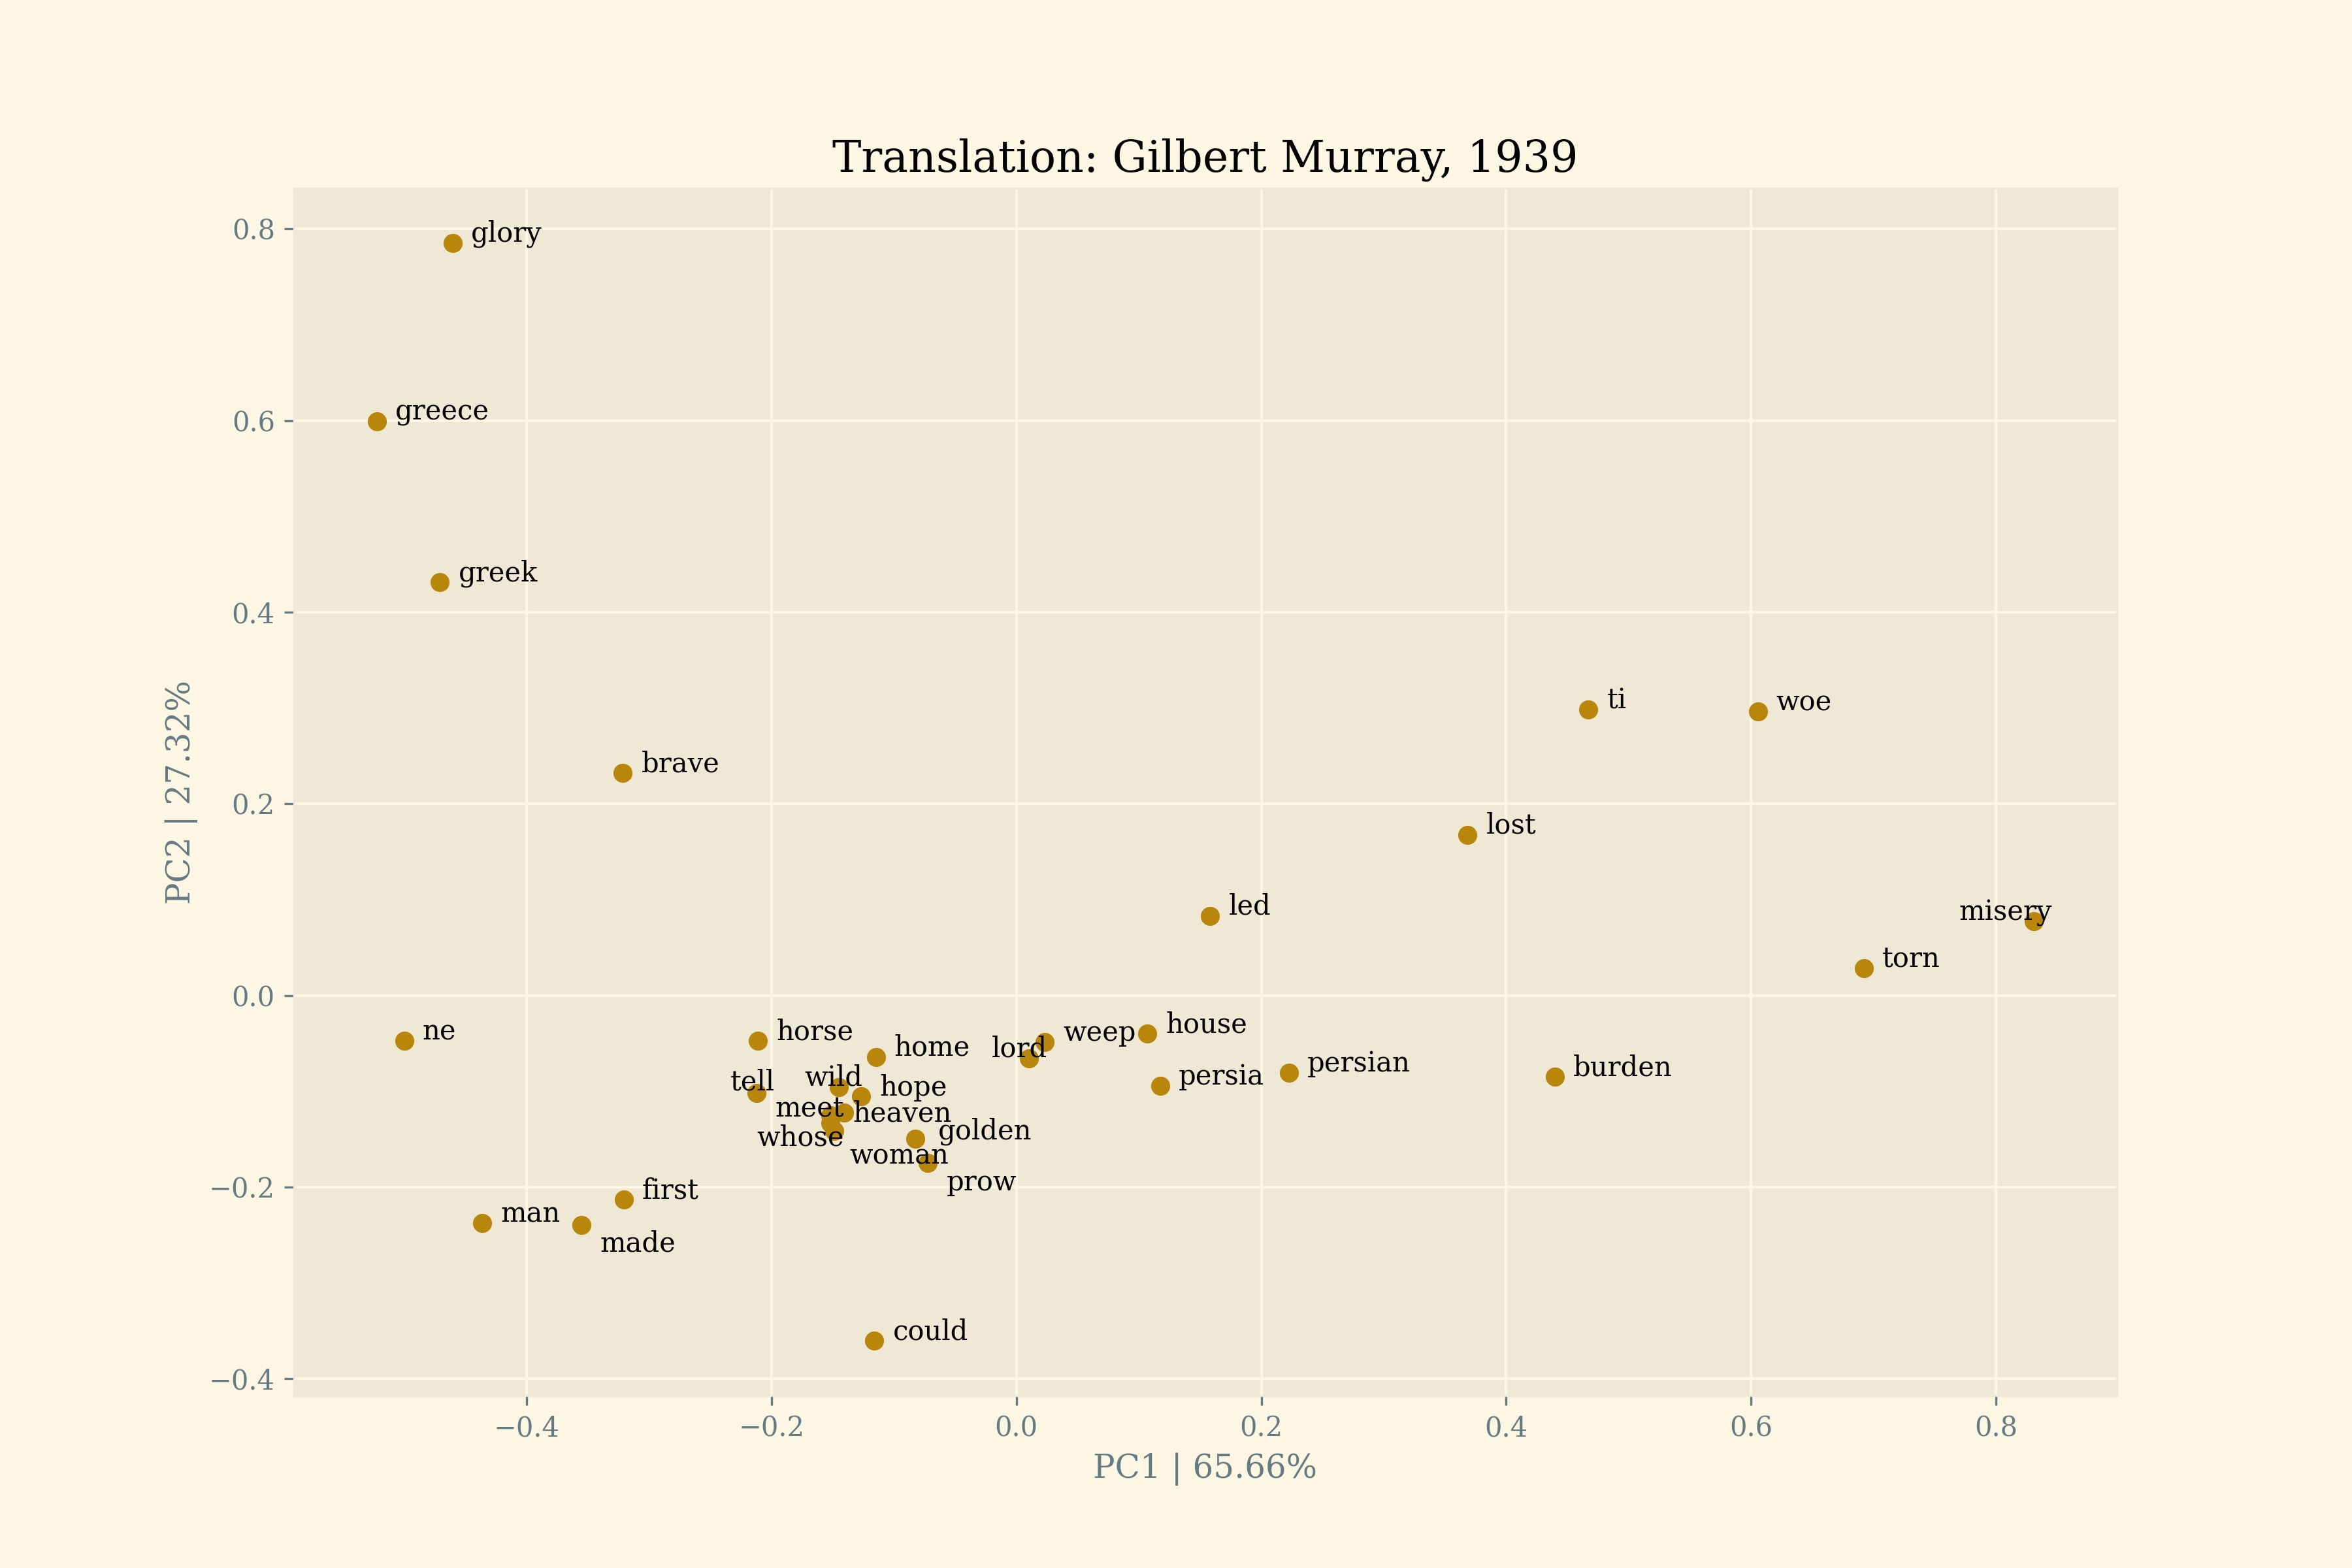 Translation: Gilbert Murray, 1939
0.8
glory
greece
0.6
greek
0.4
ti
woe
brave
0.2
lost
led
misery
torn
0.0
ne
horse
home
lord
weep
house
tell
wild
hope
persia
persian
burden
meet
heaven
whose
golden
woman
prow
−0.2
first
man
made
could
−0.4
PC2 | 27.32%
−0.4
−0.2
0.0
0.2
0.4
0.6
0.8
PC1 | 65.66%